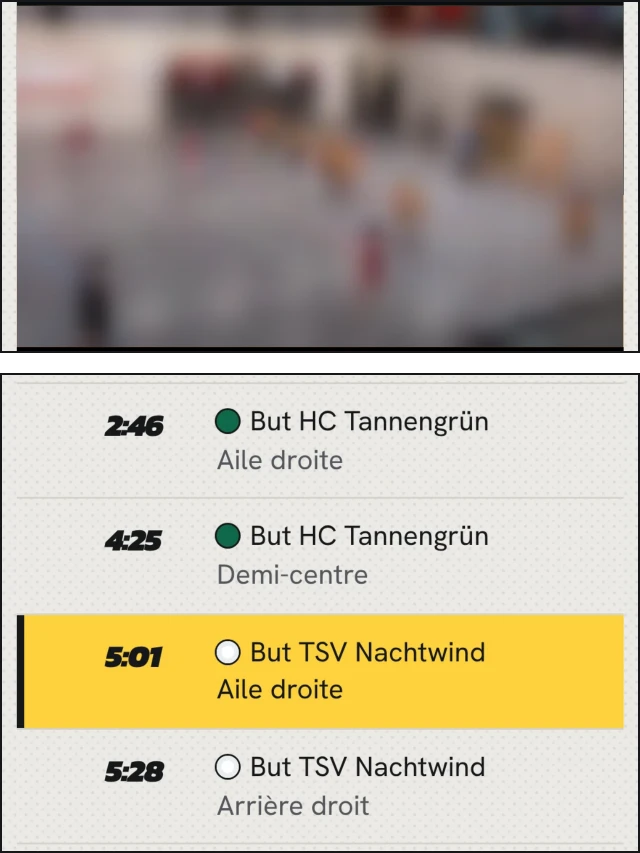 2:46
But HC Tannengrün
Aile droite
4:25
But HC Tannengrün
Demi-centre
5:01
But TSV Nachtwind
Aile droite
5:28
But TSV Nachtwind
Arrière droit